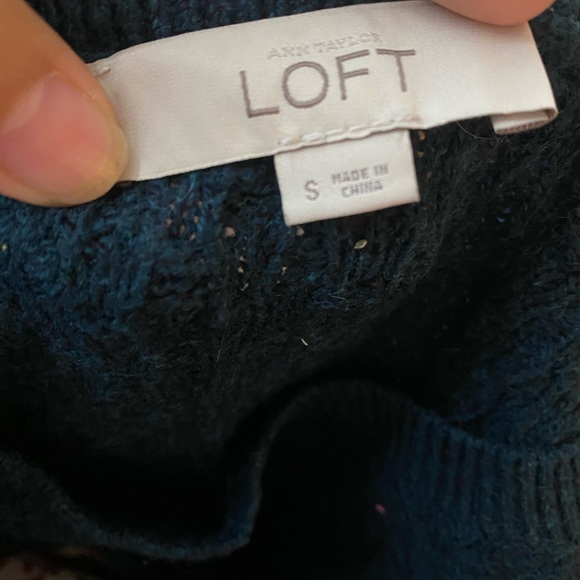 ANN TAYLOR
LOFT
S
MADE IN
CHINA